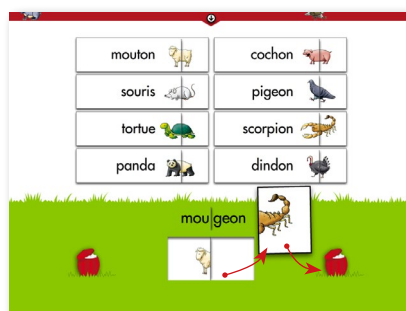 mouton
cochon
souris
pigeon
tortue
scorpion
panda
dindon
mou geon